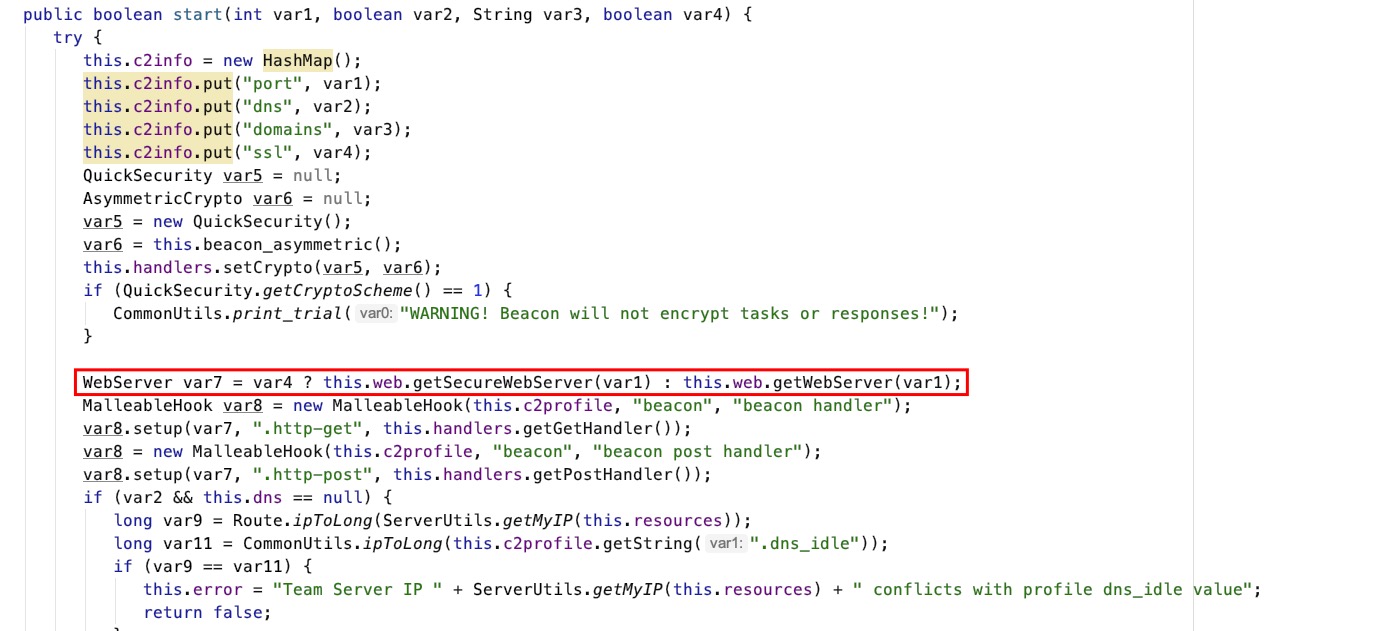 public boolean start(int var1, boolean var2, String var3, boolean var4) {
try {
this.c2info = new HashMap();
this.c2info.put("port", var1);
this.c2info.put("dns", var2);
this.c2info.put("domains", var3);
this.c2info.put("ssl", var4);
QuickSecurity var5 = null;
AsymmetricCrypto var6 = null;
var5 = new QuickSecurity();
var6 = this.beacon_asymmetric();
this.handlers.setCrypto(var5, var6);
if (QuickSecurity.getCryptoScheme() == 1) {
CommonUtils.print_trial( var0: "WARNING! Beacon will not encrypt tasks or responses!");
}
WebServer var7 = var4 ? this.web.getSecureWebServer(var1) : this.web.getWebServer(var1);
MalleableHook var8 = new MalleableHook(this.c2profile, "beacon", "beacon handler");
var8.setup(var7, ".http-get", this.handlers.getGetHandler());
var8 = new MalleableHook(this.c2profile, "beacon", "beacon post handler");
var8.setup(var7, ".http-post", this.handlers.getPostHandler());
if (var2 && this.dns == null) {
long var9 = Route.ipToLong(ServerUtils.getMyIP(this.resources));
long var11 = CommonUtils.ipToLong(this.c2profile.getString( var1: ".dns_idle"));
if (var9 == var11) {
this.error = "Team Server IP " + ServerUtils.getMyIP(this.resources) + " conflicts with profile dns_idle value";
return false;